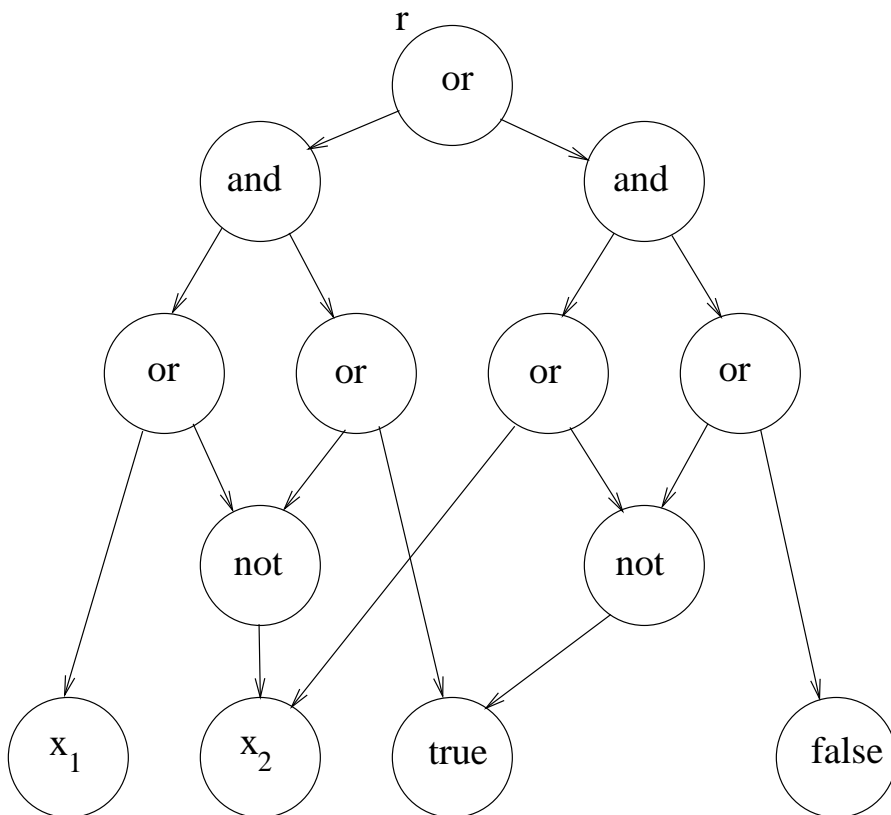 r
or
and and
or or or or
not not
x1 x2 true false